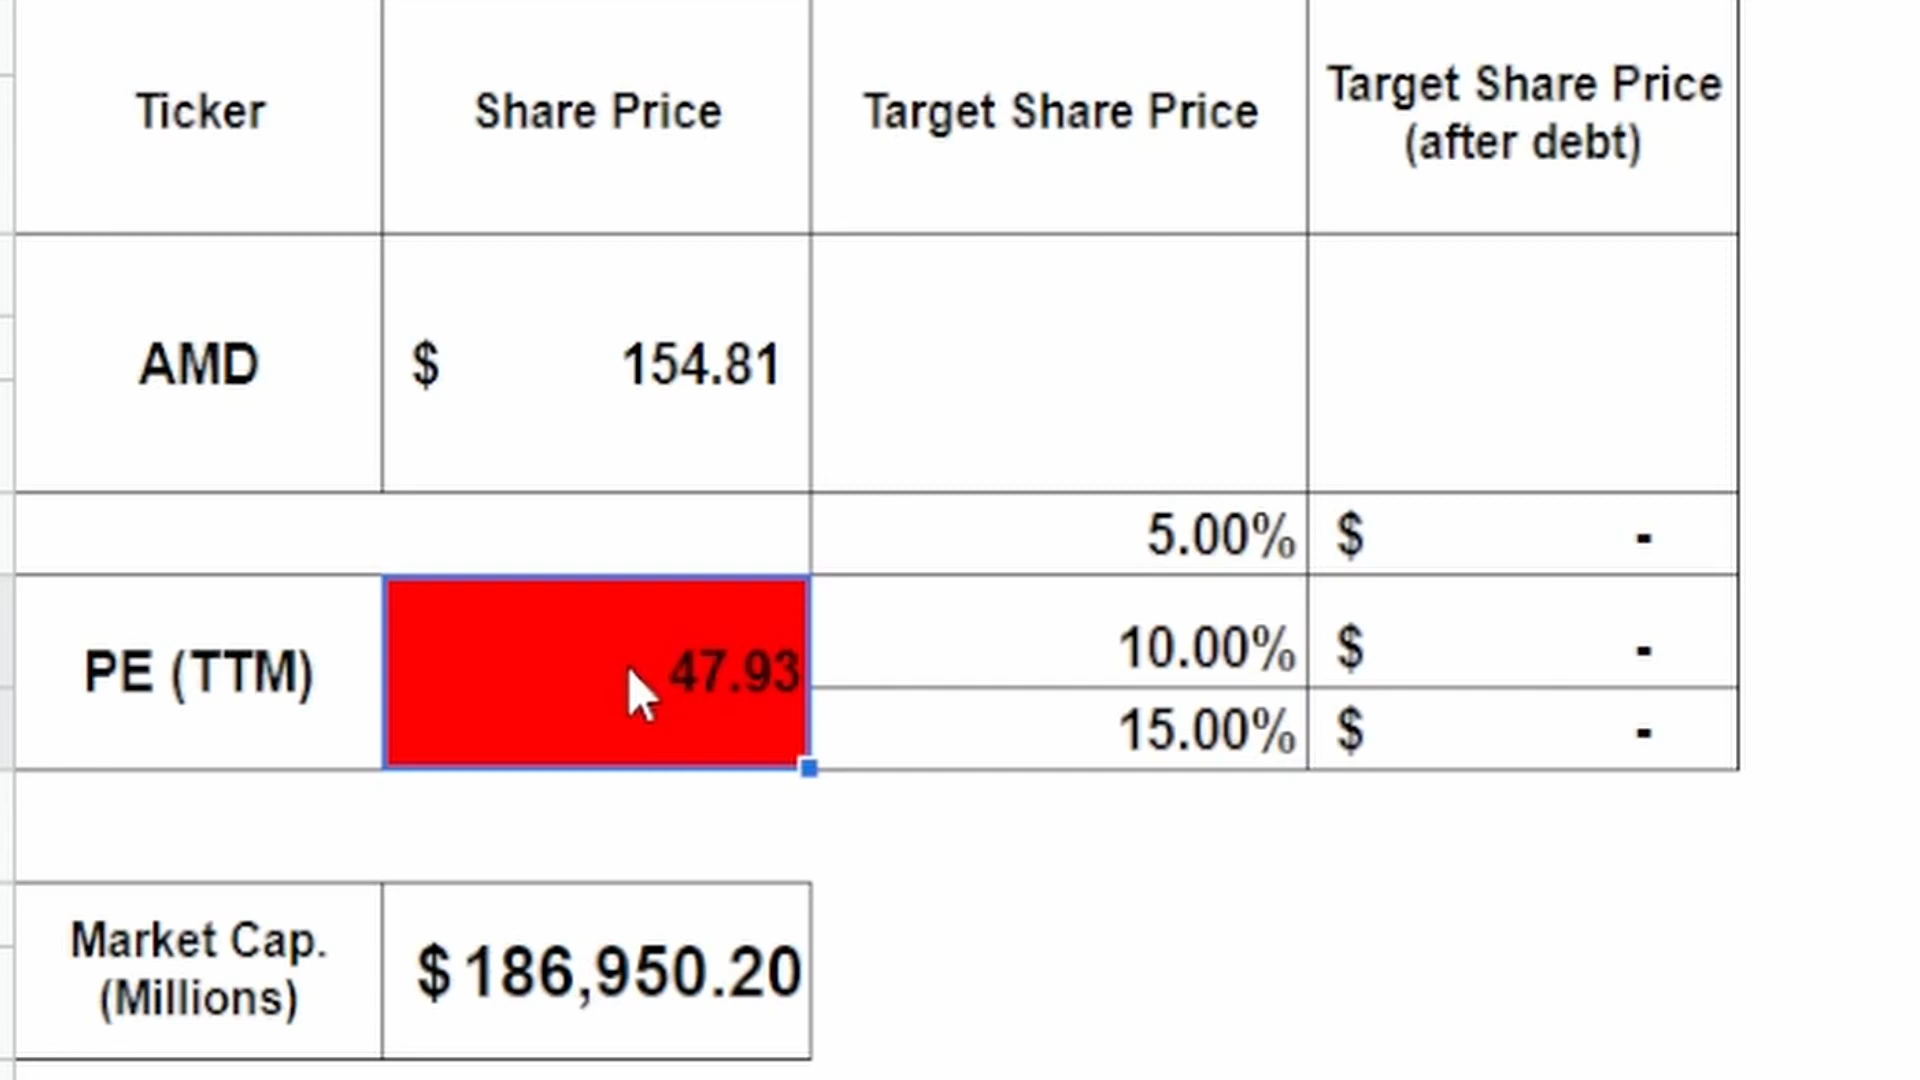 Ticker
Share Price
Target Share Price
Target Share Price
(after debt)
AMD
$ 154.81
5.00%
$ -
PE (TTM)
47.93
10.00%
$ -
15.00%
$ -
Market Cap.
(Millions)
$186,950.20